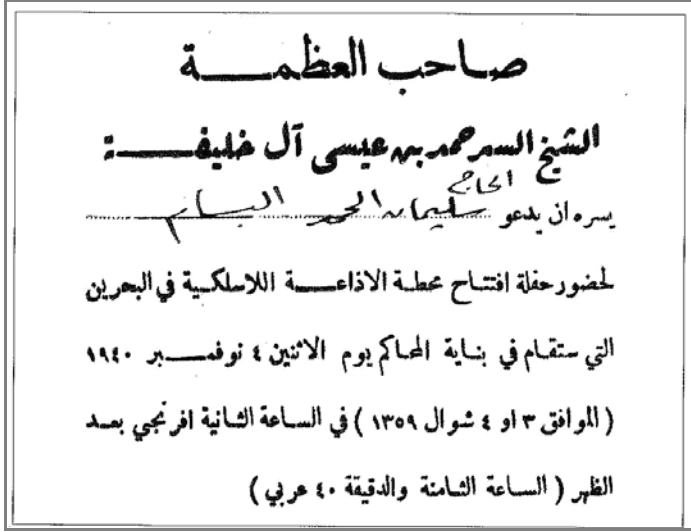 صاحب العظمة
الشيخ السر حمد بن عيسى آل خليفة
الحاج
يسره ان يدعو سليمان الحمد البسام
لحضور حفلة افتتاح محطة الاذاعة اللاسلكية في البحرين
التي ستقام في بناية المحاكم يوم الاثنين ٤ نوفمبر ١٩٤٠
( الموافق ٣ او ٤ شوال ١٣٥٩ ) في الساعة الثانية افرنجي بعد
الظهر ( الساعة الثامنة والدقيقة ٤٠ عربي )